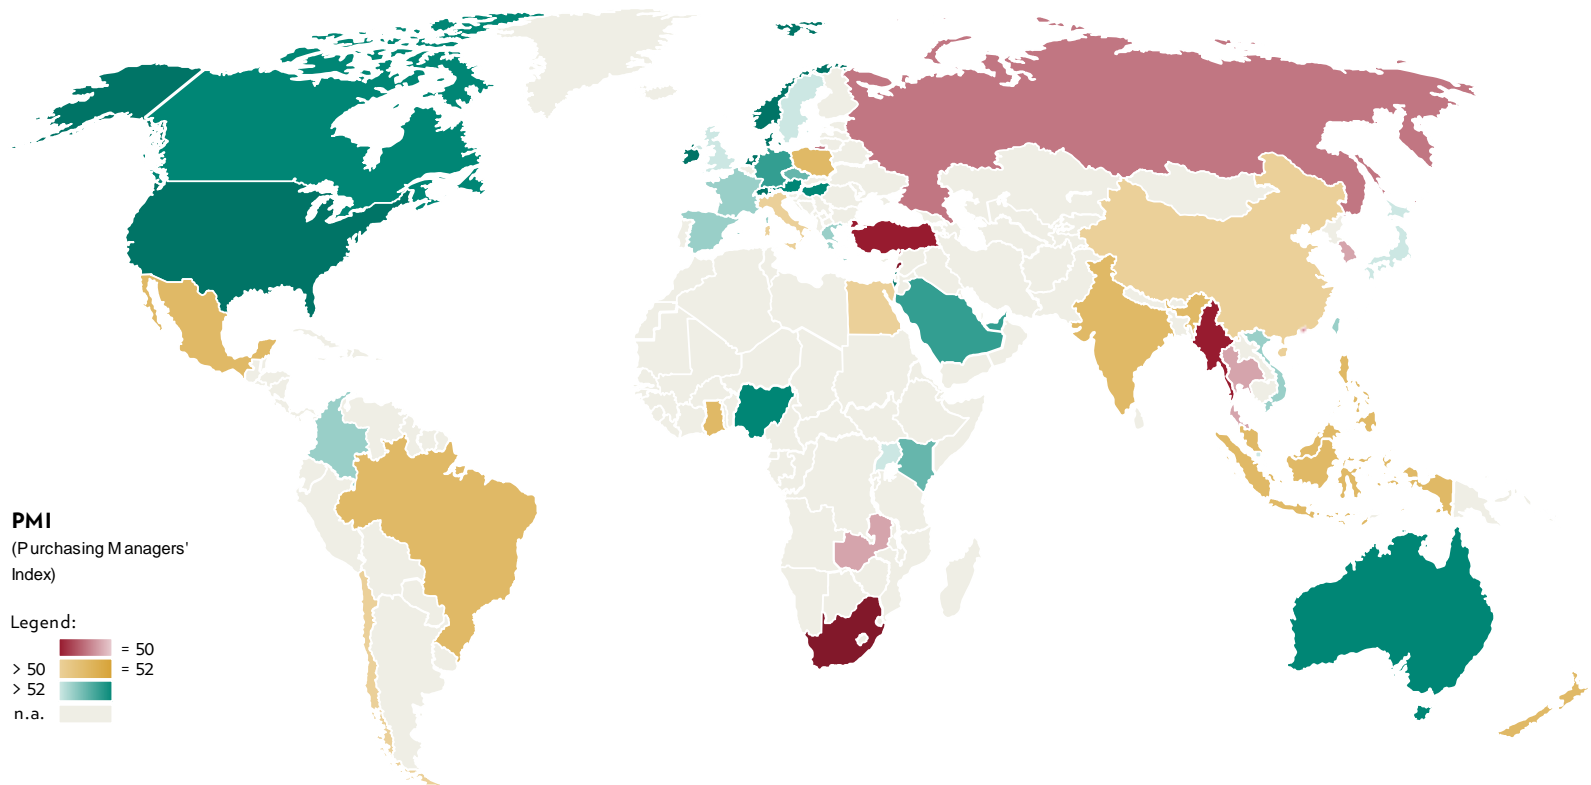 PMI
(Purchasing Managers'
Index)
Legend:
= 50
> 50 = 52
> 52
n.a.